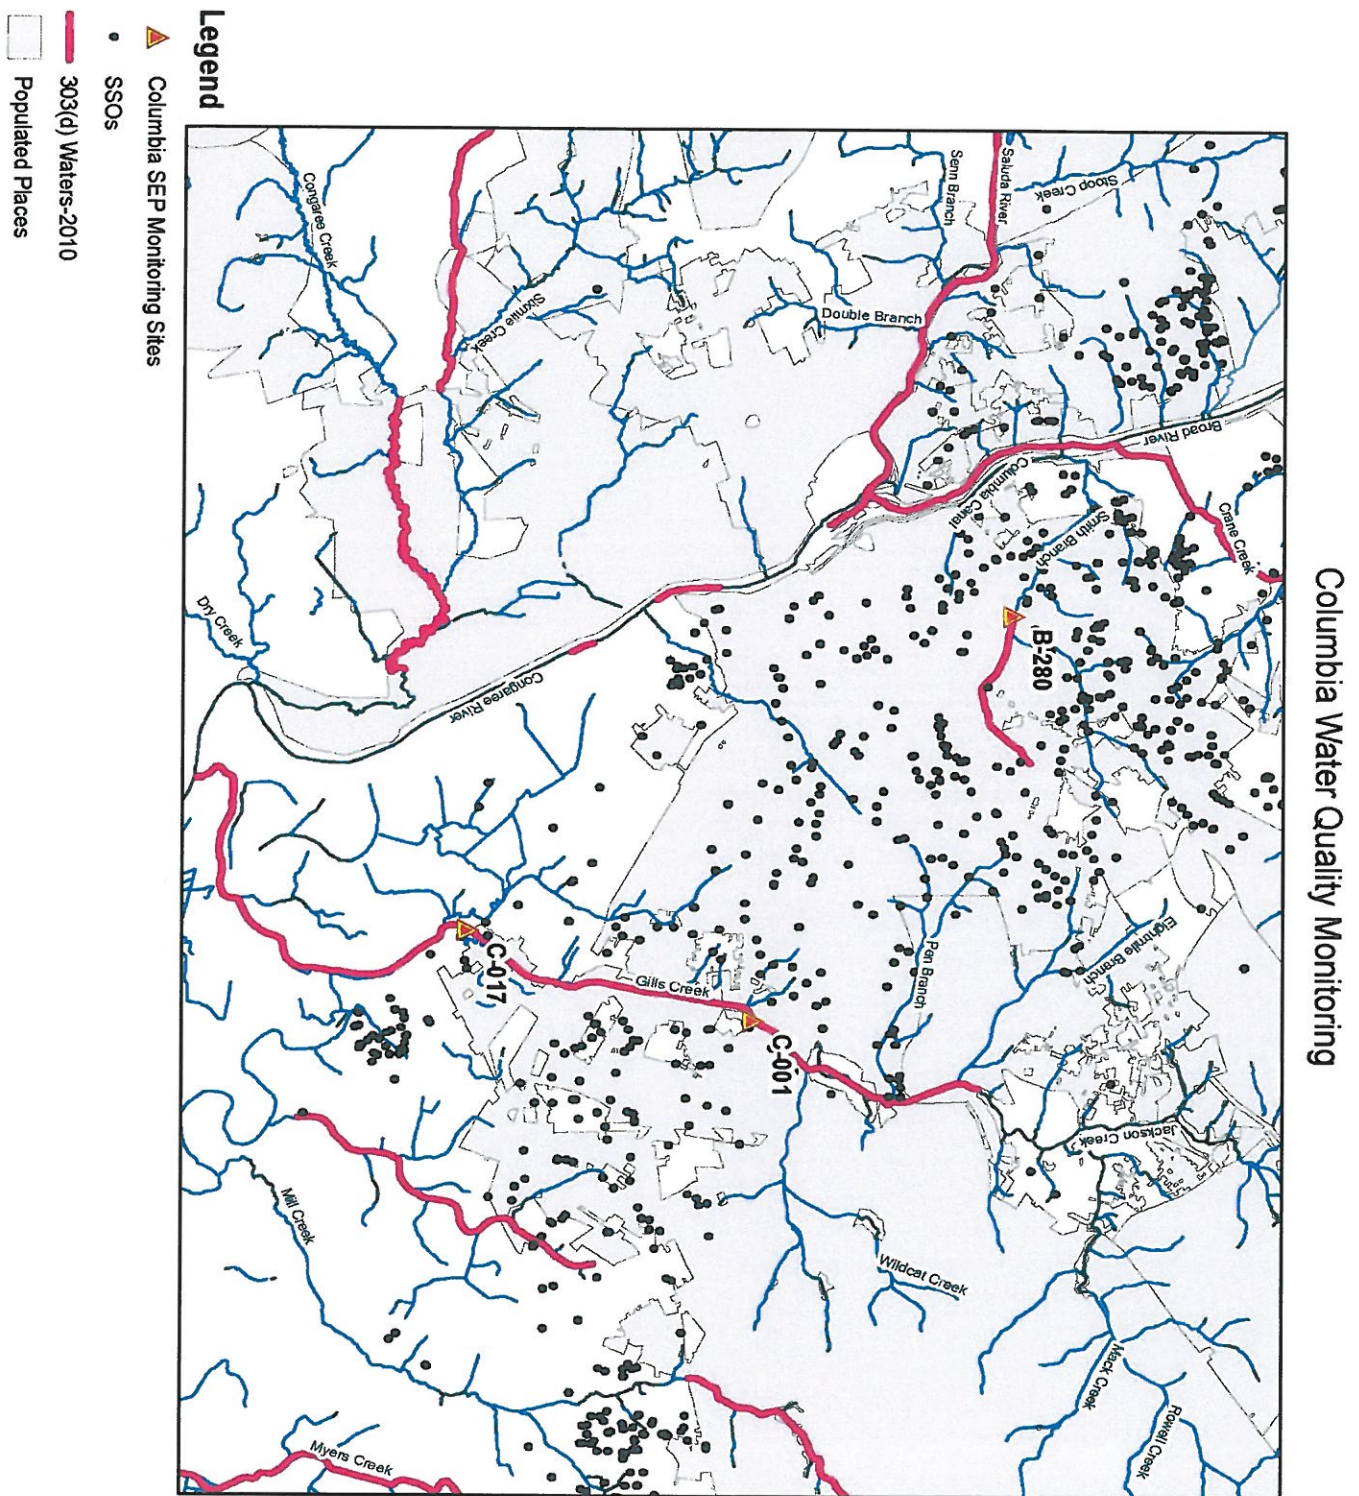 Columbia Water Quality Monitoring
Stoop Creek
Saluda River
Senn Branch
Broad River
Crane Creek
Double Branch
Columbia Canal
Smith Branch
B-280
Congaree Creek
Sixmile Creek
Dry Creek
Congaree River
Eightmile Branch
Pen Branch
Gills Creek
C-017
C-001
Jackson Creek
Wildcat Creek
Mack Creek
Rowell Creek
Mill Creek
Myers Creek
Legend
Columbia SEP Monitoring Sites
SSOs
303(d) Waters-2010
Populated Places